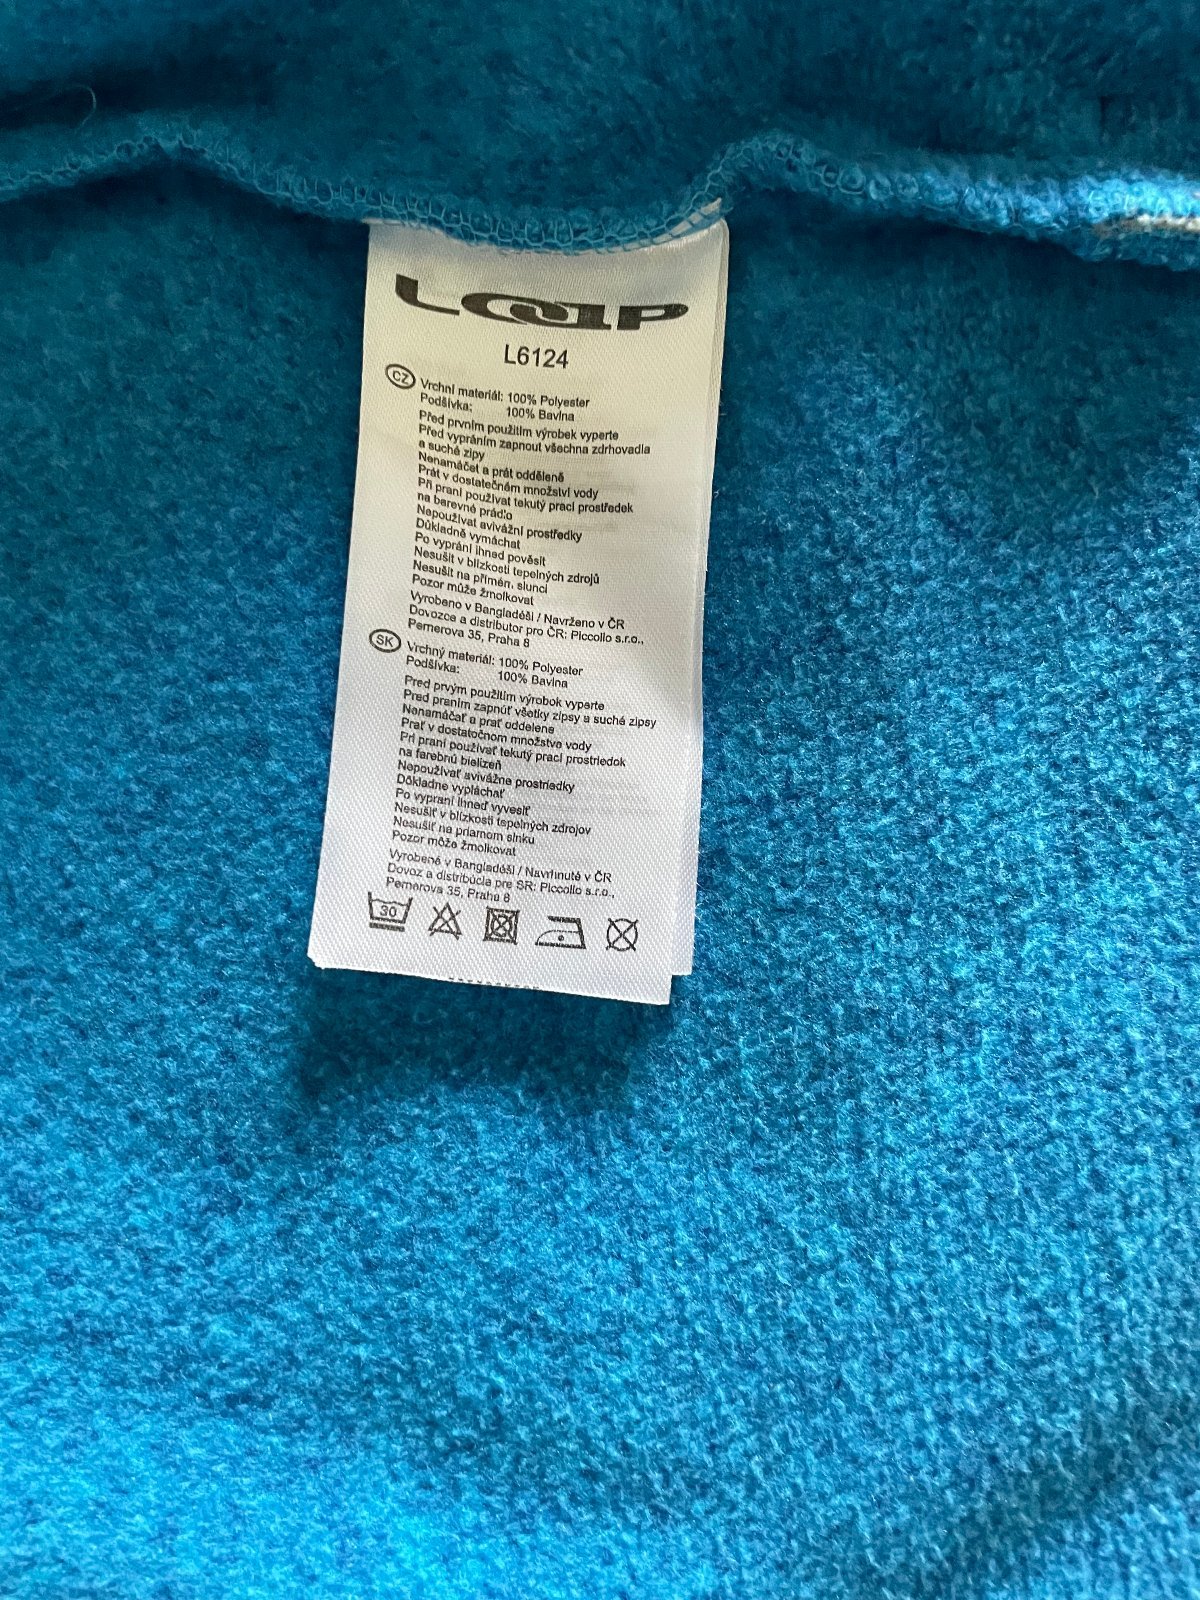 LOAP
L6124
CZ Vrchní materiál: 100% Polyester
Podšívka: 100% Bavlna
Před prvním použitím výrobek vyperte
Před vypráním zapnout všechna zdrhovadla
a suché zipy
Nenamáčet a prát odděleně
Prát v dostatečném množství vody
Při praní používat tekutý prací prostředek
na barevné prádlo
Nepoužívat avivážní prostředky
Důkladně vymáchat
Po vyprání ihned pověsit
Nesušit v blízkosti tepelných zdrojů
Nesušit na přímém. slunci
Pozor může žmolkovat
Vyrobeno v Bangladéši / Navrženo v ČR
Dovozce a distributor pro ČR: Piccollo s.r.o.,
Pernerova 35, Praha 8
SK Vrchný materiál: 100% Polyester
Podšívka: 100% Bavlna
Pred prvým použitím výrobok vyperte
Pred praním zapnúť všetky zipsy a suché zipsy
Nenamáčať a prať oddelene
Prať v dostatočnom množstve vody
Pri praní používať tekutý prací prostriedok
na farebnú bielizeň
Nepoužívať avivážne prostriedky
Dôkladne vypláchať
Po vypraní ihneď vyvesiť
Nesušiť v blízkosti tepelných zdrojov
Nesušiť na priamom slnku
Pozor môže žmolkovat
Vyrobené v Bangladéši / Navrhnuté v ČR
Dovoz a distribúcia pre SR: Piccollo s.r.o.,
Pernerova 35, Praha 8
30